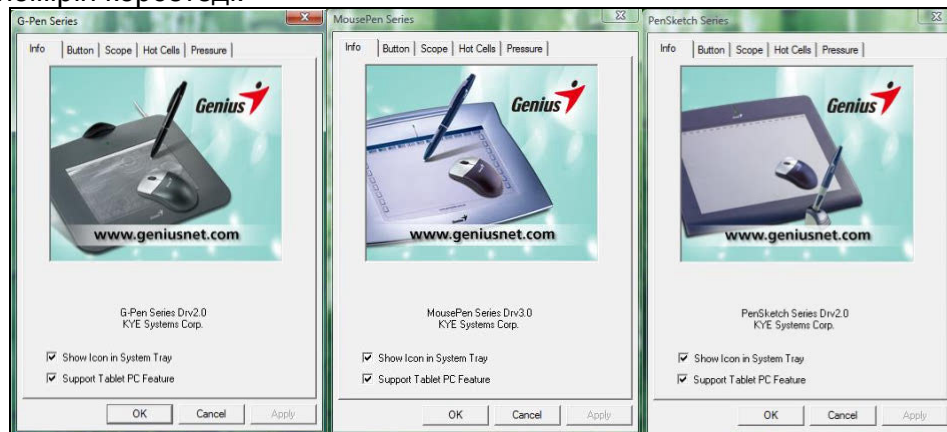 G-Pen Series
Info Button Scope Hot Cells Pressure
Genius
www.geniusnet.com
G-Pen Series Drv2.0
KYE Systems Corp.
Show Icon in System Tray
Support Tablet PC Feature
OK Cancel Apply
MousePen Series
Info Button Scope Hot Cells Pressure
Genius
www.geniusnet.com
MousePen Series Drv3.0
KYE Systems Corp.
Show Icon in System Tray
Support Tablet PC Feature
OK Cancel Apply
PenSketch Series
Info Button Scope Hot Cells Pressure
Genius
www.geniusnet.com
PenSketch Series Drv2.0
KYE Systems Corp.
Show Icon in System Tray
Support Tablet PC Feature
OK Cancel Apply